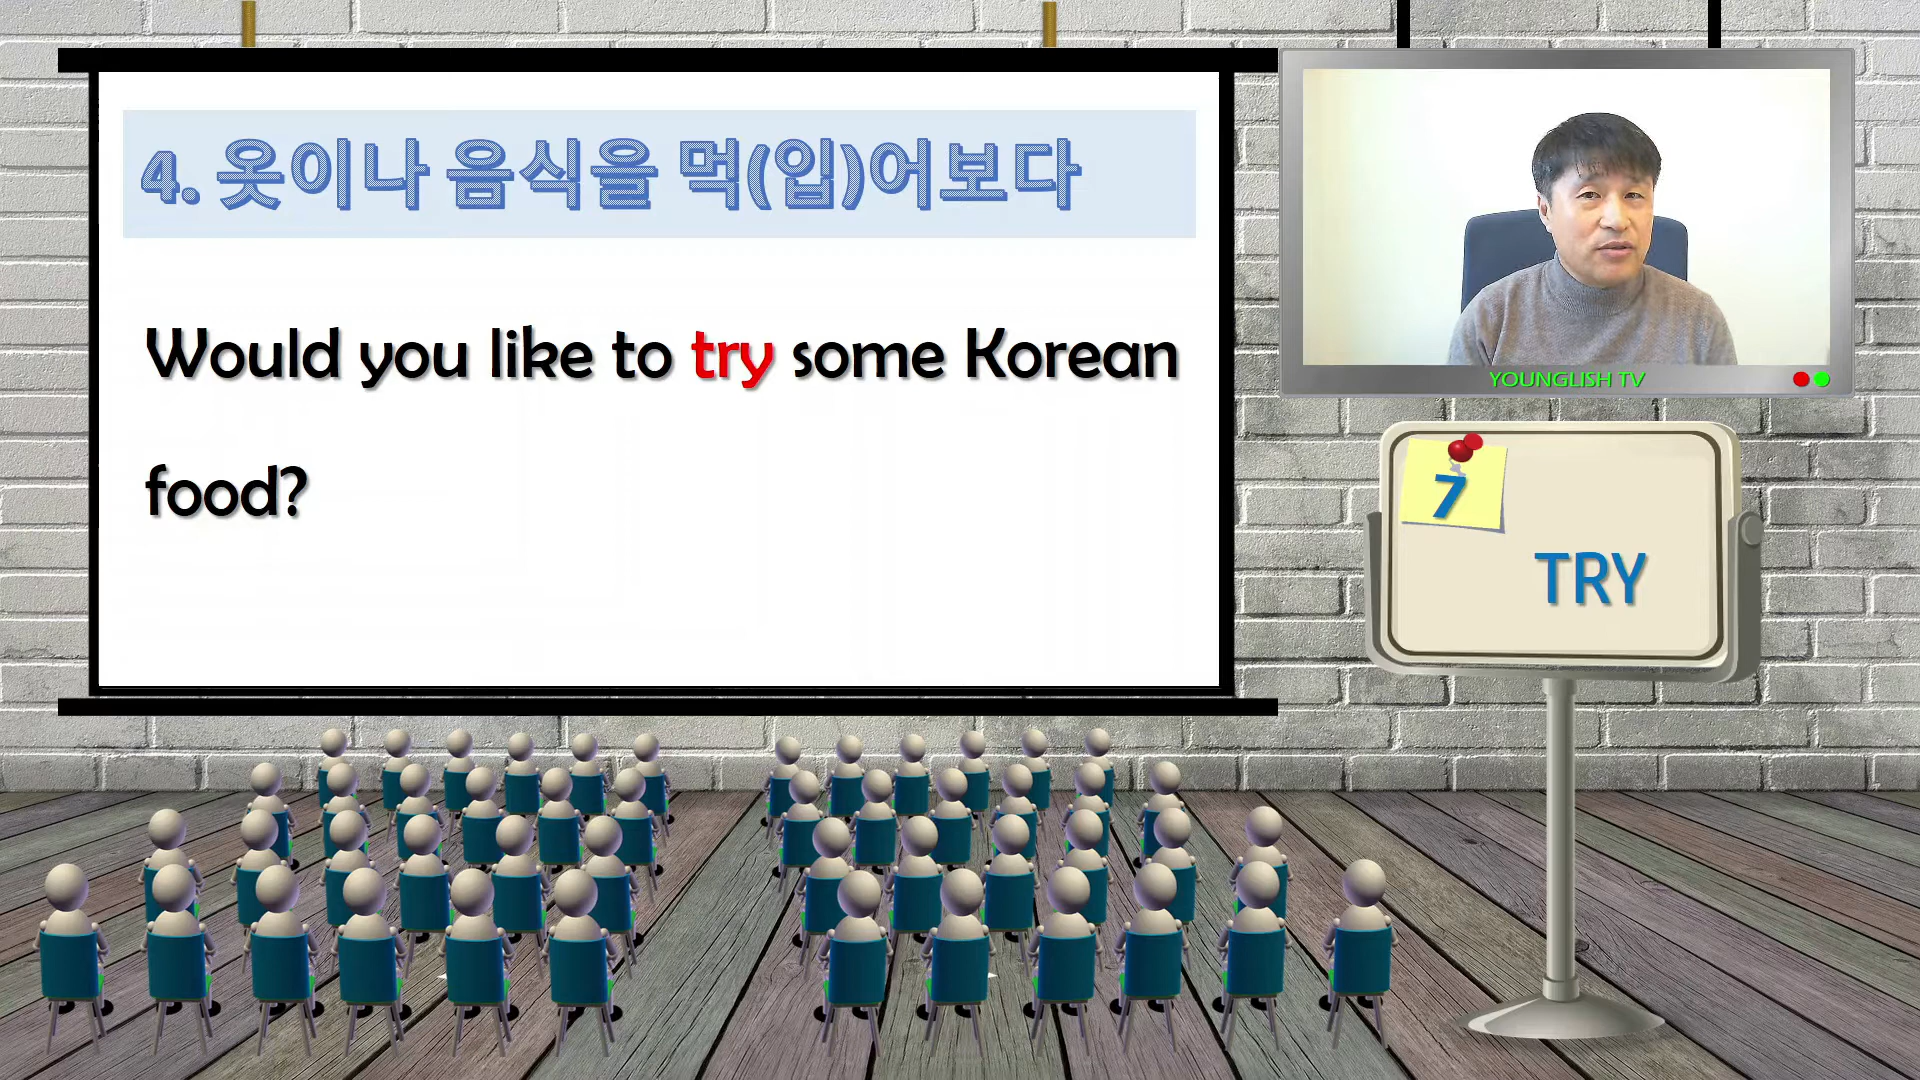 4. 옷이나 음식을 먹(입)어보다
Would you like to try some Korean
food?
YOUNGLISH TV
7
TRY